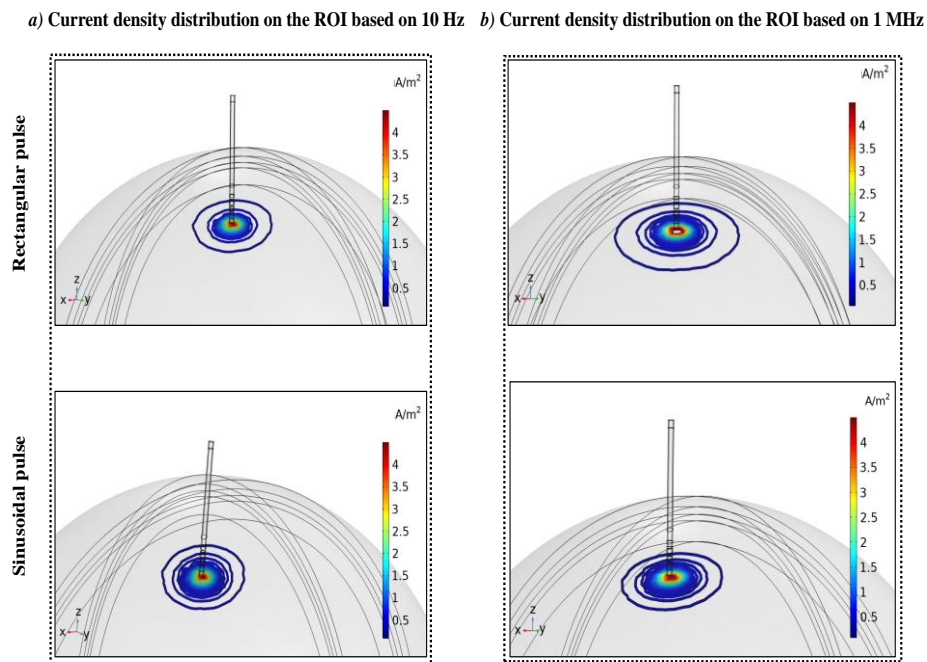 a) Current density distribution on the ROI based on 10 Hz
b) Current density distribution on the ROI based on 1 MHz
Rectangular pulse
A/m²
4
3.5
3
2.5
2
1.5
1
0.5
z
x
y
A/m²
4
3.5
3
2.5
2
1.5
1
0.5
z
x
y
Sinusoidal pulse
A/m²
4
3.5
3
2.5
2
1.5
1
0.5
z
x
y
A/m²
4
3.5
3
2.5
2
1.5
1
0.5
z
x
y